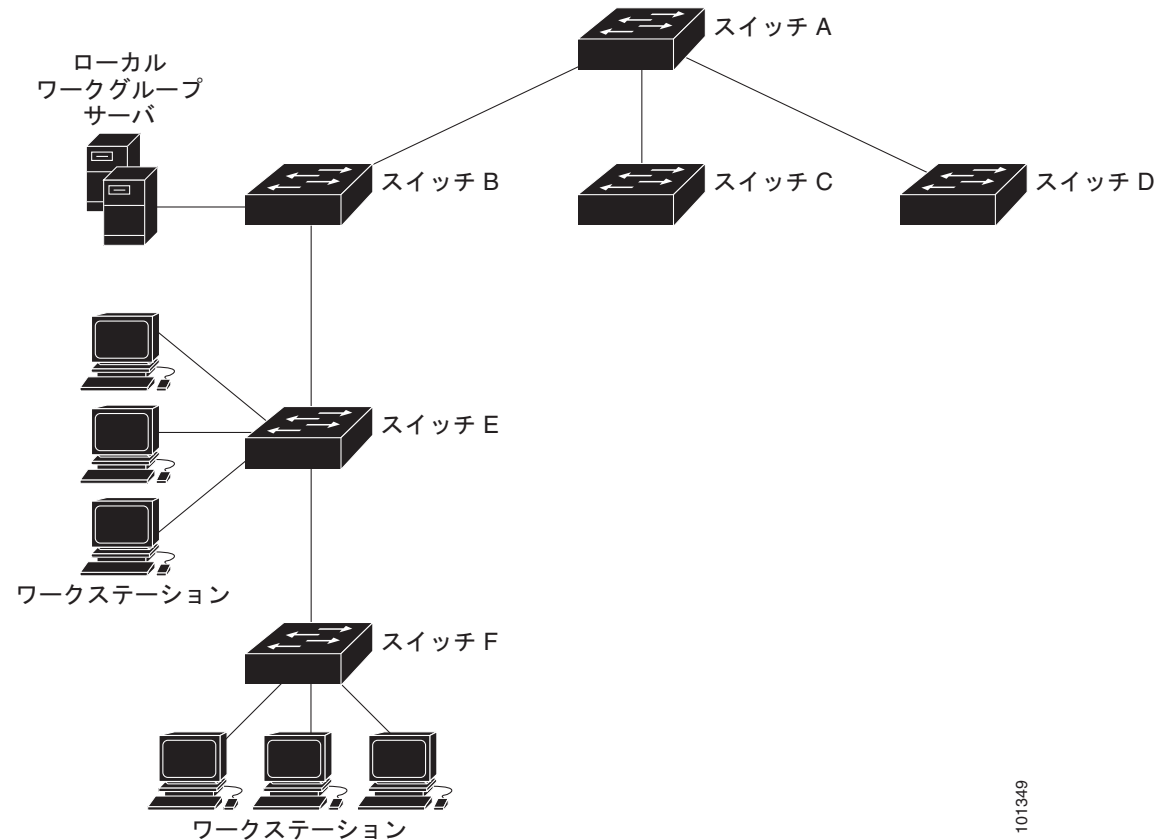 スイッチ A
ローカル
ワークグループ
サーバ
スイッチ B
スイッチ C
スイッチ D
スイッチ E
ワークステーション
スイッチ F
ワークステーション
101349